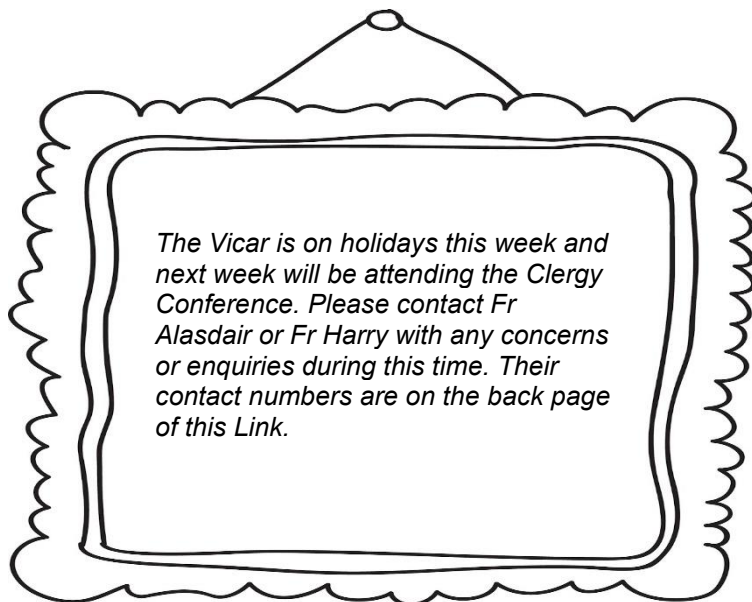 The Vicar is on holidays this week and
next week will be attending the Clergy
Conference. Please contact Fr
Alasdair or Fr Harry with any concerns
or enquiries during this time. Their
contact numbers are on the back page
of this Link.